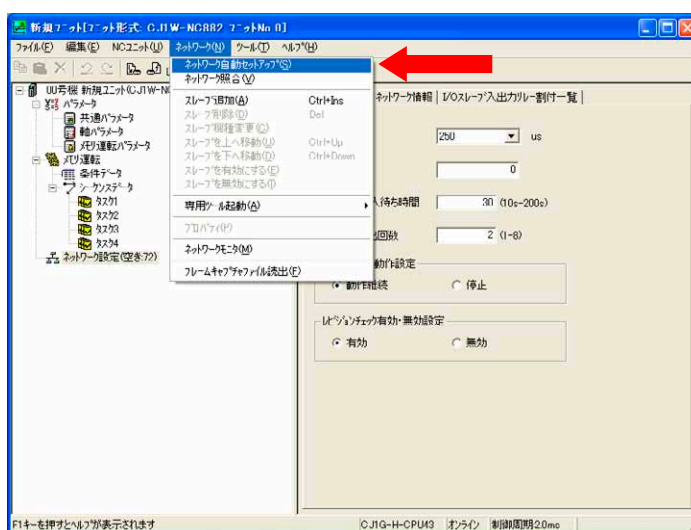 新規ユニット[ユニット形式: CJ1W-NC882 ユニットNo.0]
ファイル(F) 編集(E) NCユニット(U) ネットワーク(N) ツール(T) ヘルプ(H)
ネットワーク自動セットアップ(S)
ネットワーク照合(V)
スレーブ追加(A) Ctrl+Ins
スレーブ削除(D) Del
スレーブ機種変更(C)
スレーブを上へ移動(U) Ctrl+Up
スレーブを下へ移動(D) Ctrl+Down
スレーブを有効にする(E)
スレーブを無効にする(I)
専用ツール起動(A)
プロパティ(P)
ネットワークモニタ(M)
フレームキャプチャファイル読出(F)
UU号機 新規ユニット(CJ1W-N
パラメータ
共通パラメータ
軸パラメータ
メモリ運転パラメータ
メモリ運転
条件データ
シーケンスデータ
タスク1
タスク2
タスク3
タスク4
ネットワーク設定(空き:72)
ネットワーク情報 I/Oスレーブ入出力リレー割付一覧
250 us
0
入待ち時間 30 (10s-200s)
回数 2 (1-8)
動作設定
動作継続 停止
レビジョンチェック有効・無効設定
有効 無効
F1キーを押すとヘルプが表示されます CJ1G-H-CPU43 オンライン 制御周期2.0ms